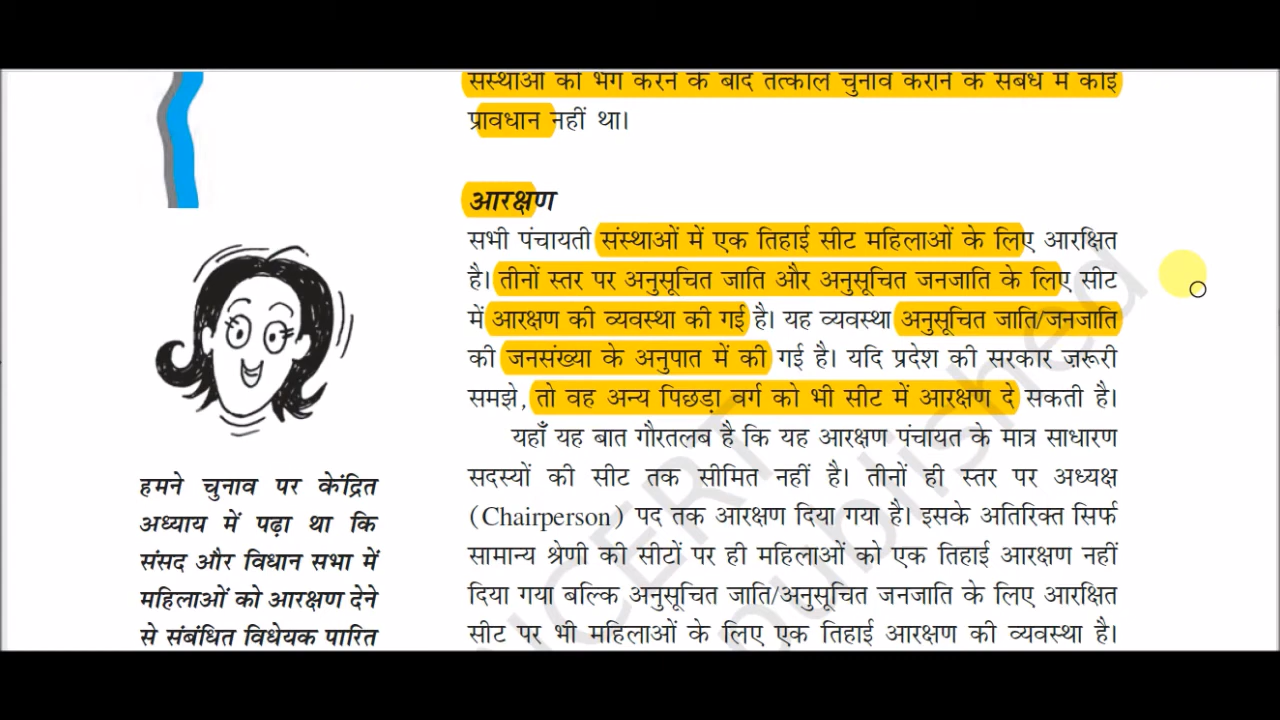 संस्थाओं को भंग करने के बाद तत्काल चुनाव कराने के संबंध में कोई
प्रावधान नहीं था।
आरक्षण
सभी पंचायती संस्थाओं में एक तिहाई सीट महिलाओं के लिए आरक्षित
है। तीनों स्तर पर अनुसूचित जाति और अनुसूचित जनजाति के लिए सीट
में आरक्षण की व्यवस्था की गई है। यह व्यवस्था अनुसूचित जाति/जनजाति
की जनसंख्या के अनुपात में की गई है। यदि प्रदेश की सरकार ज़रूरी
समझे, तो वह अन्य पिछड़ा वर्ग को भी सीट में आरक्षण दे सकती है।
यहाँ यह बात गौरतलब है कि यह आरक्षण पंचायत के मात्र साधारण
सदस्यों की सीट तक सीमित नहीं है। तीनों ही स्तर पर अध्यक्ष
(Chairperson) पद तक आरक्षण दिया गया है। इसके अतिरिक्त सिर्फ
सामान्य श्रेणी की सीटों पर ही महिलाओं को एक तिहाई आरक्षण नहीं
दिया गया बल्कि अनुसूचित जाति/अनुसूचित जनजाति के लिए आरक्षित
सीट पर भी महिलाओं के लिए एक तिहाई आरक्षण की व्यवस्था है।
हमने चुनाव पर केंद्रित
अध्याय में पढ़ा था कि
संसद और विधान सभा में
महिलाओं को आरक्षण देने
से संबंधित विधेयक पारित
NCERT
published